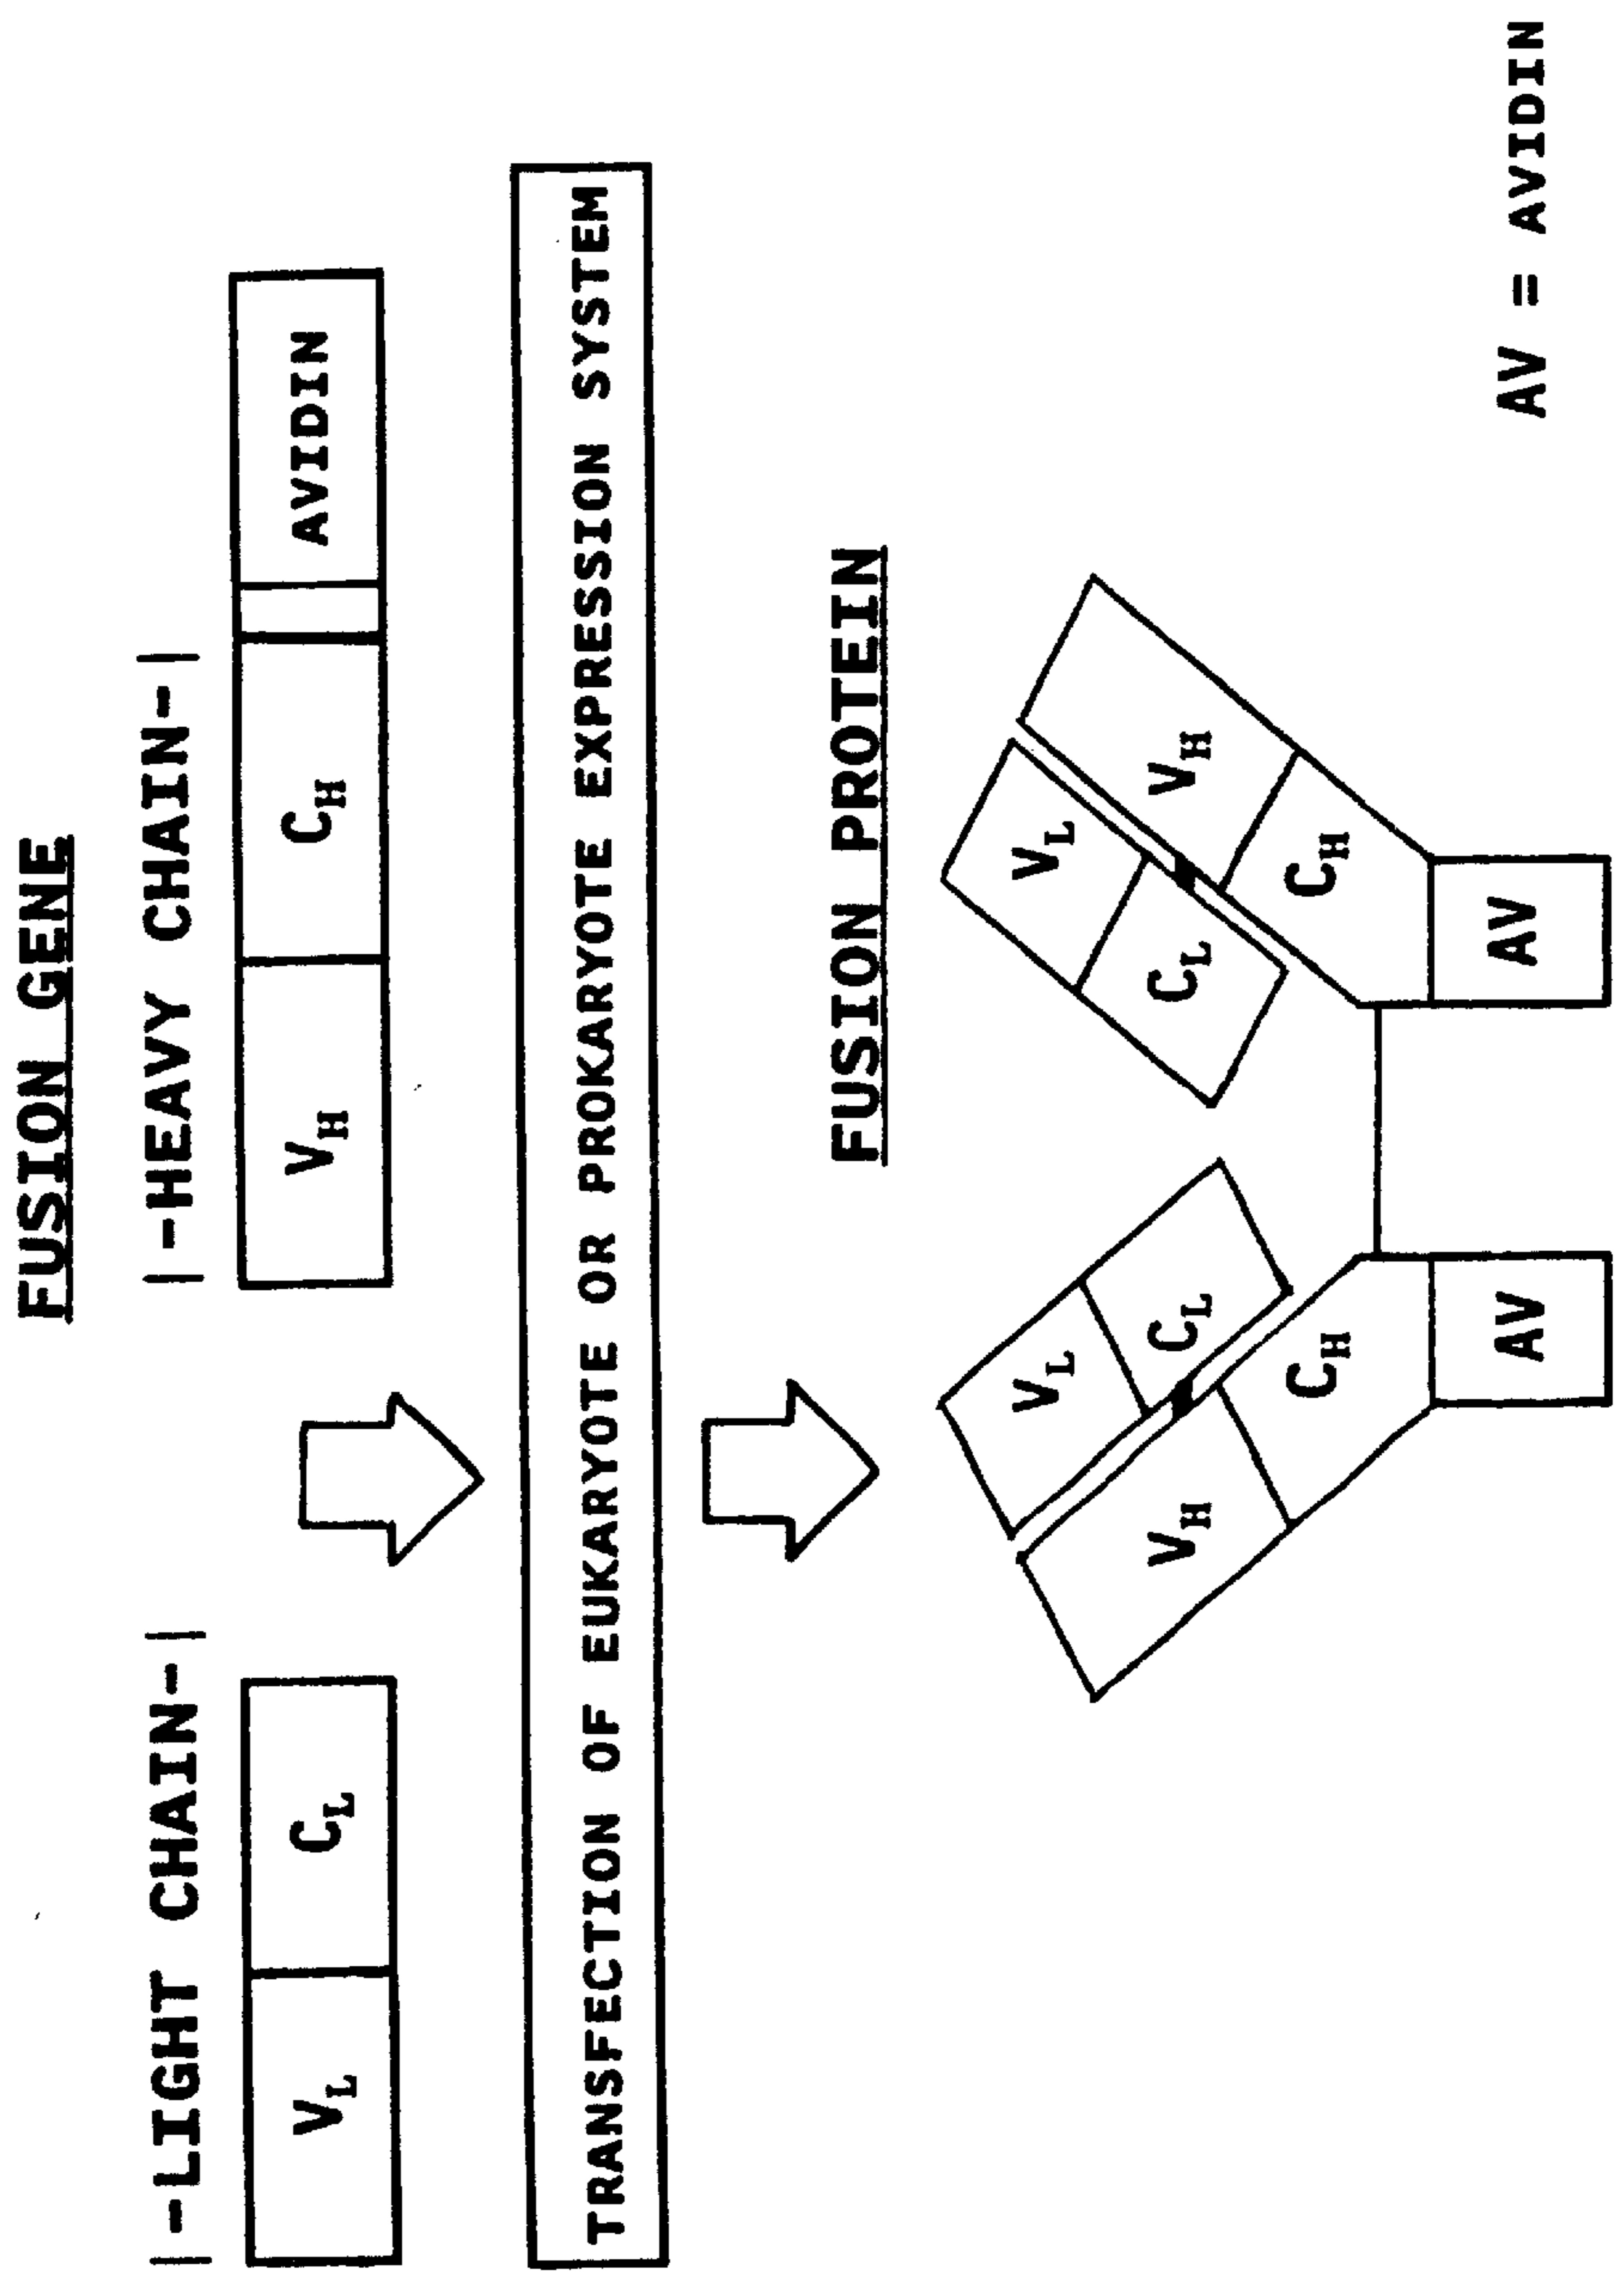 FUSION GENE
|-LIGHT CHAIN-| |-HEAVY CHAIN-|
VL CL VH CH AVIDIN
TRANSFECTION OF EUKARYOTE OR PROKARYOTE EXPRESSION SYSTEM
FUSION PROTEIN
VL VL
VH CL CL VH
CH CH
AV AV
AV = AVIDIN